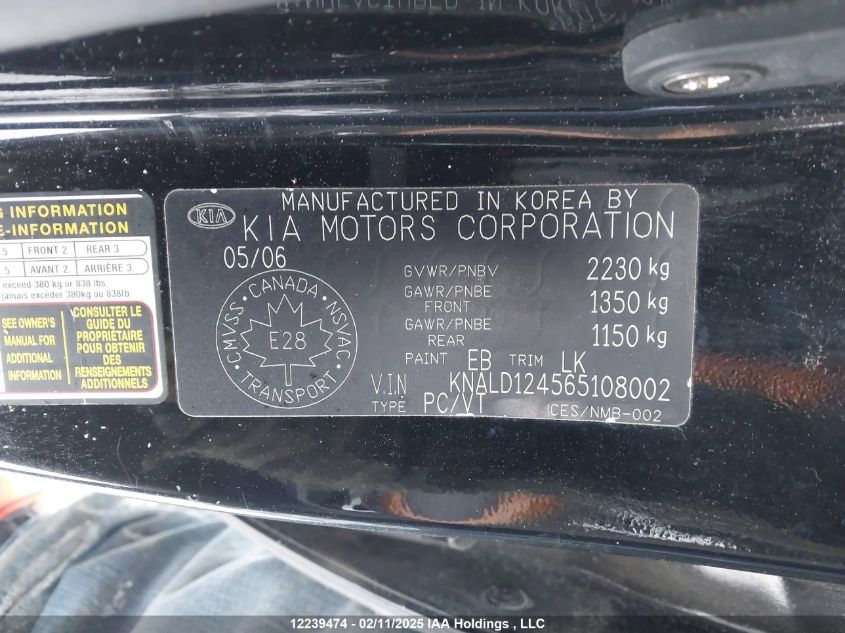 G INFORMATION
E-INFORMATION
5 FRONT 2 REAR 3
5 AVANT 2 ARRIÈRE 3
exceed 380 kg or 838 lbs.
jamais excéder 380kg ou 838lb
SEE OWNER'S
MANUAL FOR
ADDITIONAL
INFORMATION
CONSULTER LE
GUIDE DU
PROPRIÉTAIRE
POUR OBTENIR
DES
RENSEIGNEMENTS
ADDITIONNELS
MANUFACTURED IN KOREA BY
KIA KIA MOTORS CORPORATION
05/06
GVWR/PNBV 2230 kg
GAWR/PNBE FRONT 1350 kg
GAWR/PNBE REAR 1150 kg
PAINT EB TRIM LK
V.I.N KNALD124565108002
TYPE PC/VT ICES/NMB-002
CANADA
CMVSS NSVAC
E28
TRANSPORT
12239474 - 02/11/2025 IAA Holdings , LLC